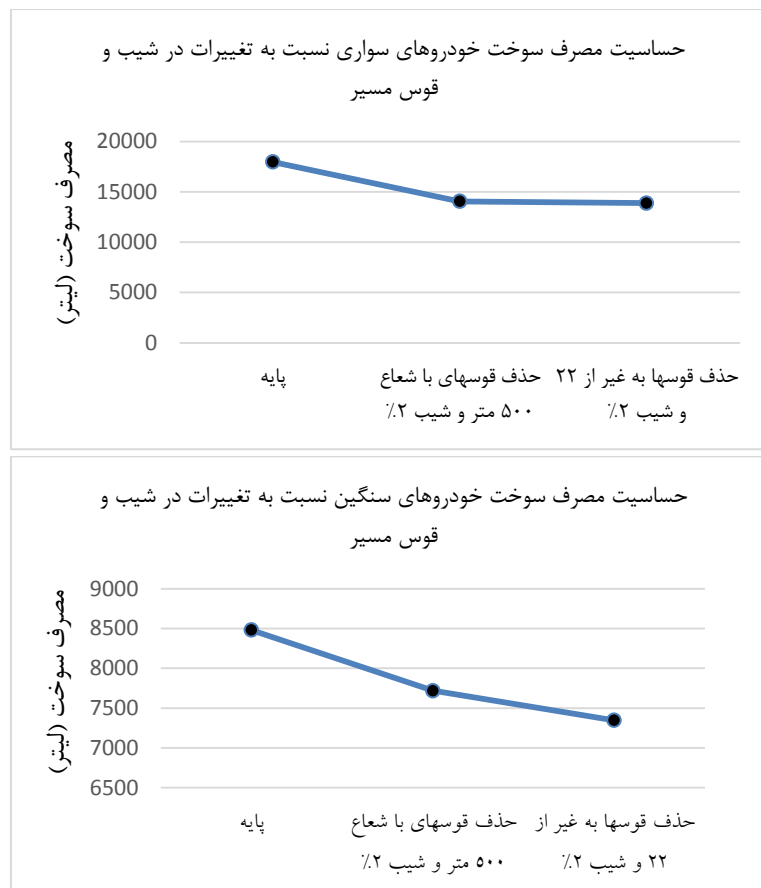 حساسیت مصرف سوخت خودروهای سواری نسبت به تغییرات در شیب و
قوس مسیر
مصرف سوخت (لیتر)
20000
15000
10000
5000
0
پایه
حذف قوسهای با شعاع
۵۰۰ متر و شیب ۲٪
حذف قوسها به غیر از ۲۲
و شیب ۲٪
حساسیت مصرف سوخت خودروهای سنگین نسبت به تغییرات در شیب و
قوس مسیر
مصرف سوخت (لیتر)
9000
8500
8000
7500
7000
6500
پایه
حذف قوسهای با شعاع
۵۰۰ متر و شیب ۲٪
حذف قوسها به غیر از
۲۲ و شیب ۲٪